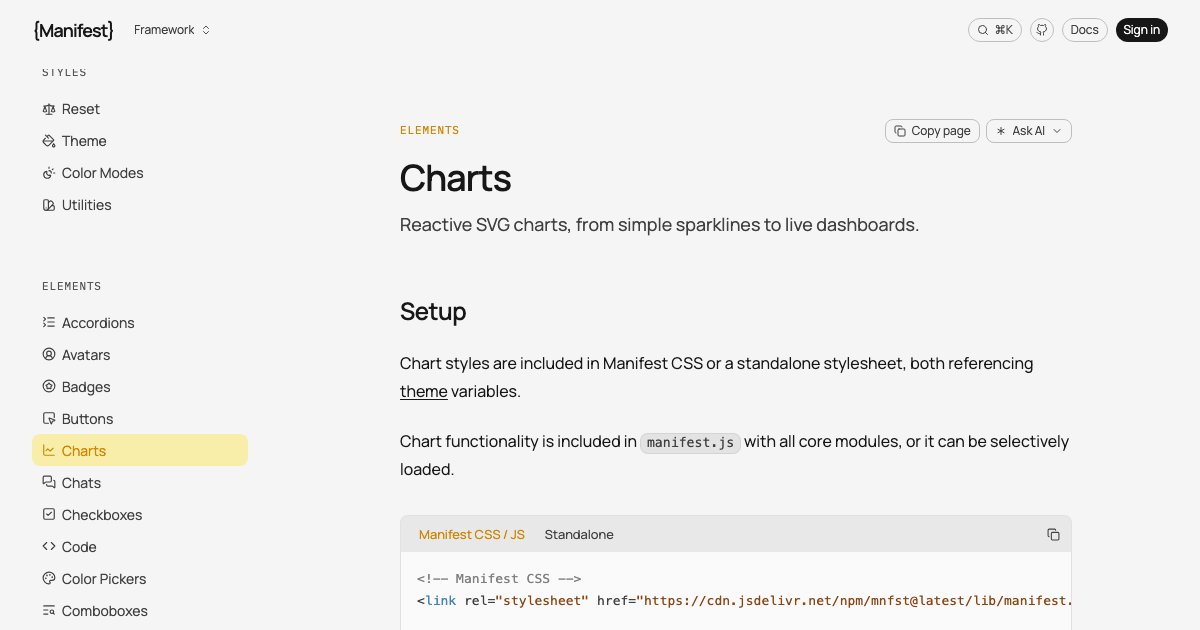 {Manifest}
Framework
⌘K
Docs
Sign in
STYLES
Reset
Theme
Color Modes
Utilities
ELEMENTS
Accordions
Avatars
Badges
Buttons
Charts
Chats
Checkboxes
Code
Color Pickers
Comboboxes
ELEMENTS
Copy page
Ask AI
Charts
Reactive SVG charts, from simple sparklines to live dashboards.
Setup
Chart styles are included in Manifest CSS or a standalone stylesheet, both referencing
theme variables.
Chart functionality is included in manifest.js with all core modules, or it can be selectively
loaded.
Manifest CSS / JS
Standalone
<!-- Manifest CSS -->
<link rel="stylesheet" href="https://cdn.jsdelivr.net/npm/mnfst@latest/lib/manifest.